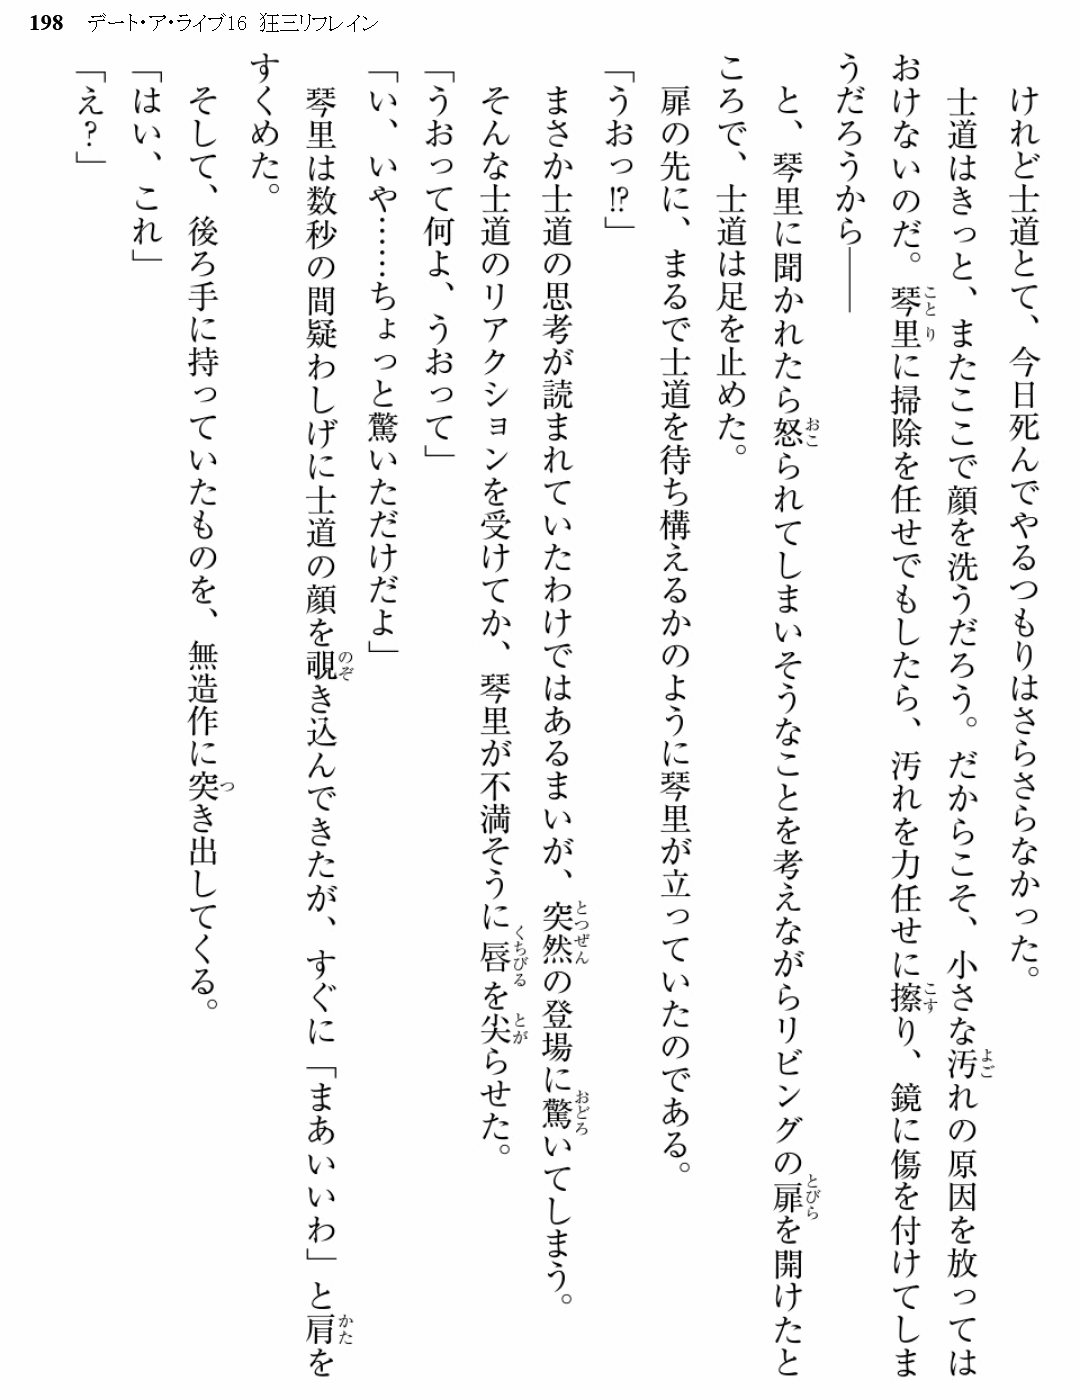 198 デート・ア・ライブ16 狂三リフレイン
けれど士道とて、今日死んでやるつもりはさらさらなかった。
士道はきっと、またここで顔を洗うだろう。だからこそ、小さな汚れの原因を放っては
おけないのだ。琴里に掃除を任せでもしたら、汚れを力任せに擦り、鏡に傷を付けてしま
うだろうから――
と、琴里に聞かれたら怒られてしまいそうなことを考えながらリビングの扉を開けたと
ころで、士道は足を止めた。
扉の先に、まるで士道を待ち構えるかのように琴里が立っていたのである。
「うおっ!?」
まさか士道の思考が読まれていたわけではあるまいが、突然の登場に驚いてしまう。
そんな士道のリアクションを受けてか、琴里が不満そうに唇を尖らせた。
「うおって何よ、うおって」
「い、いや……ちょっと驚いただけだよ」
琴里は数秒の間疑わしげに士道の顔を覗き込んできたが、すぐに「まあいいわ」と肩を
すくめた。
そして、後ろ手に持っていたものを、無造作に突き出してくる。
「はい、これ」
「え?」